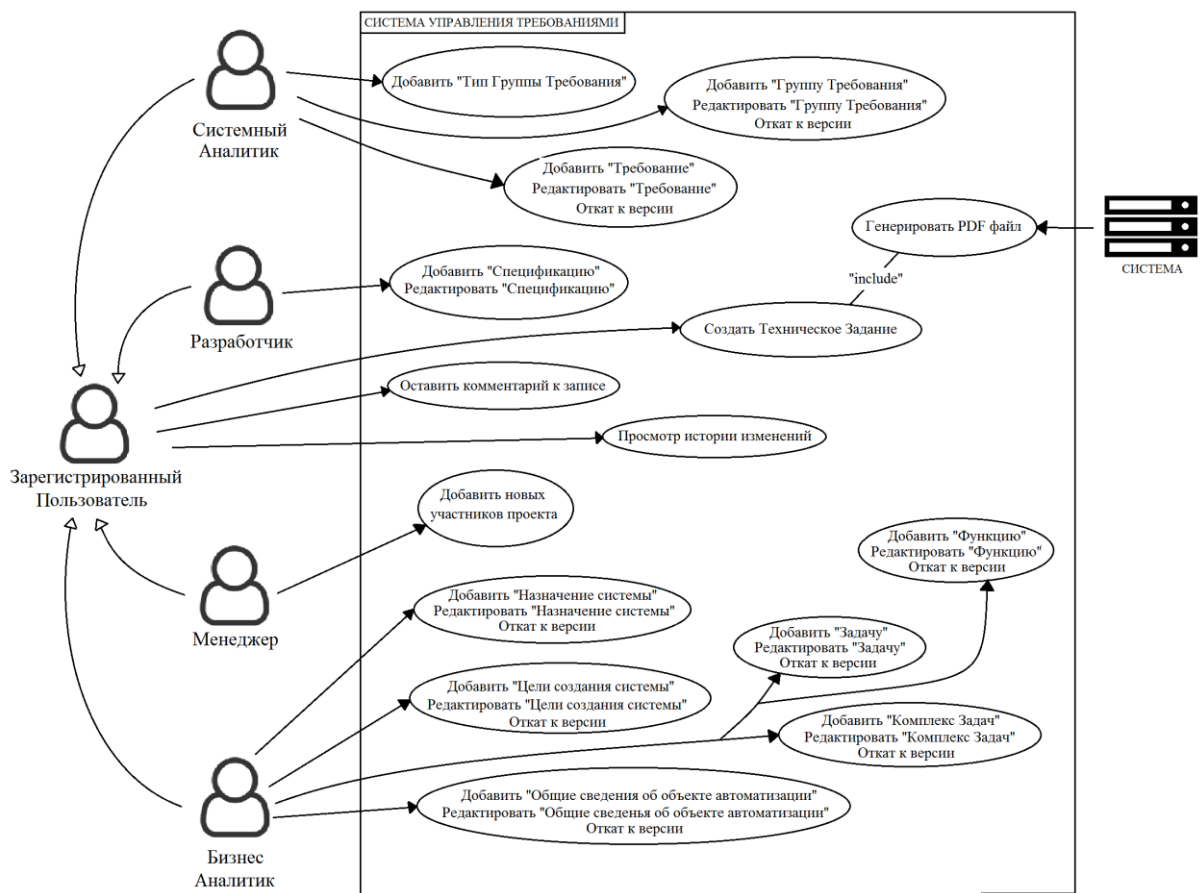 СИСТЕМА УПРАВЛЕНИЯ ТРЕБОВАНИЯМИ
Добавить "Тип Группы Требования"
Добавить "Группу Требования"
Редактировать "Группу Требования"
Откат к версии
Системный
Аналитик
Добавить "Требование"
Редактировать "Требование"
Откат к версии
Генерировать PDF файл
СИСТЕМА
Добавить "Спецификацию"
Редактировать "Спецификацию"
"include"
Разработчик
Создать Техническое Задание
Оставить комментарий к записе
Просмотр истории изменений
Зарегистрированный
Пользователь
Добавить новых
участников проекта
Добавить "Функцию"
Редактировать "Функцию"
Откат к версии
Менеджер
Добавить "Назначение системы"
Редактировать "Назначение системы"
Откат к версии
Добавить "Задачу"
Редактировать "Задачу"
Откат к версии
Добавить "Цели создания системы"
Редактировать "Цели создания системы"
Откат к версии
Добавить "Комплекс Задач"
Редактировать "Комплекс Задач"
Откат к версии
Добавить "Общие сведения об объекте автоматизации"
Редактировать "Общие сведенья об объекте автоматизации"
Откат к версии
Бизнес
Аналитик